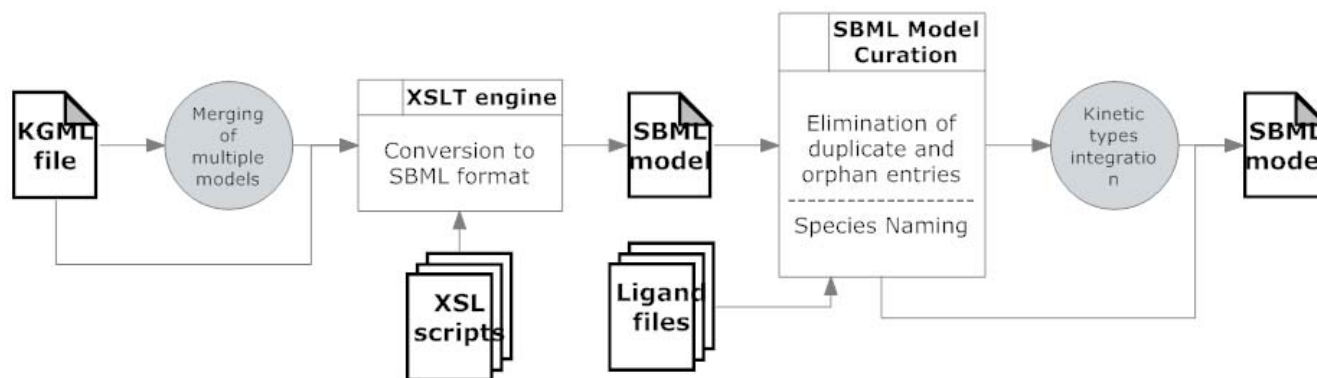 KGML
file
Merging
of
multiple
models
XSLT engine
Conversion to
SBML format
XSL
scripts
SBML
model
Ligand
files
SBML Model
Curation
Elimination of
duplicate and
orphan entries
Species Naming
Kinetic
types
integratio
n
SBML
model